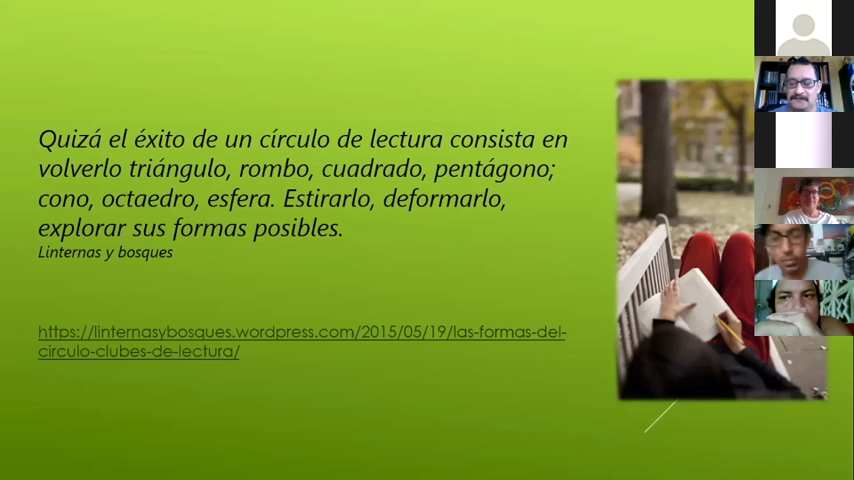 Quizá el éxito de un círculo de lectura consista en
volverlo triángulo, rombo, cuadrado, pentágono;
cono, octaedro, esfera. Estirarlo, deformarlo,
explorar sus formas posibles.
Linternas y bosques
https://linternasybosques.wordpress.com/2015/05/19/las-formas-del-
circulo-clubes-de-lectura/